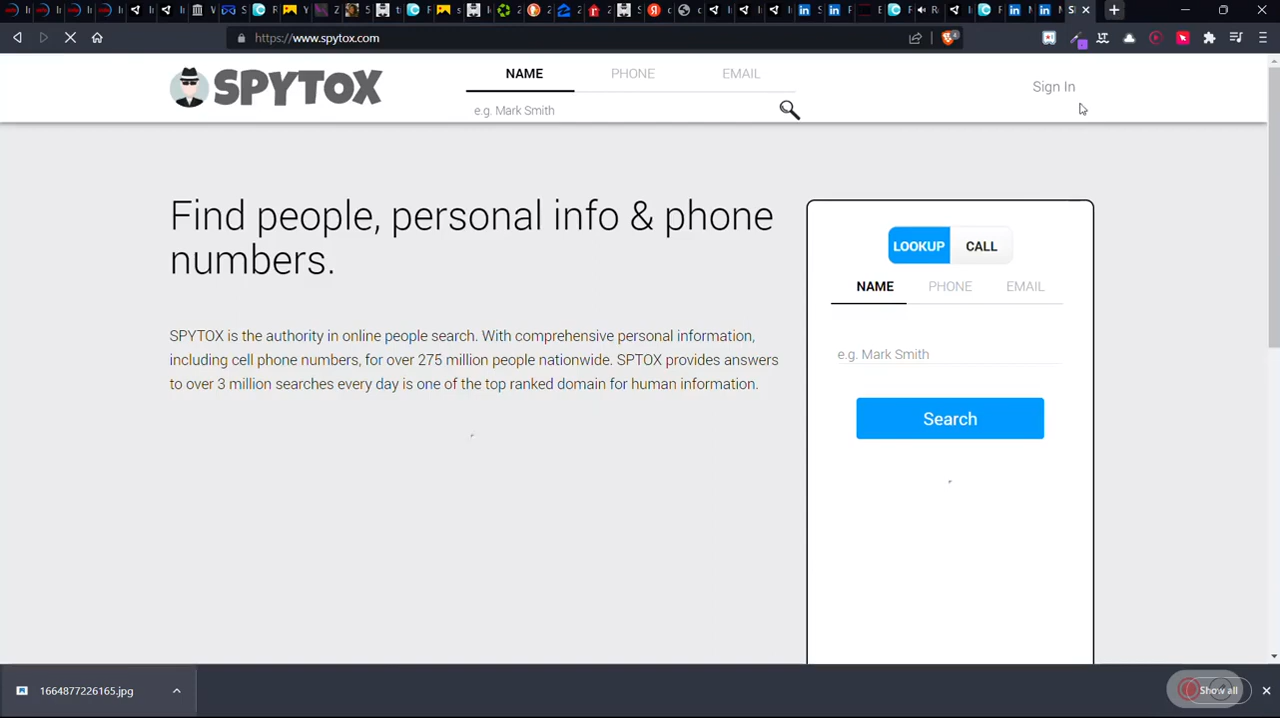 https://www.spytox.com
SPYTOX
NAME PHONE EMAIL
e.g. Mark Smith
Sign In
Find people, personal info & phone
numbers.
SPYTOX is the authority in online people search. With comprehensive personal information,
including cell phone numbers, for over 275 million people nationwide. SPTOX provides answers
to over 3 million searches every day is one of the top ranked domain for human information.
LOOKUP CALL
NAME PHONE EMAIL
e.g. Mark Smith
Search
1664877226165.jpg
Show all